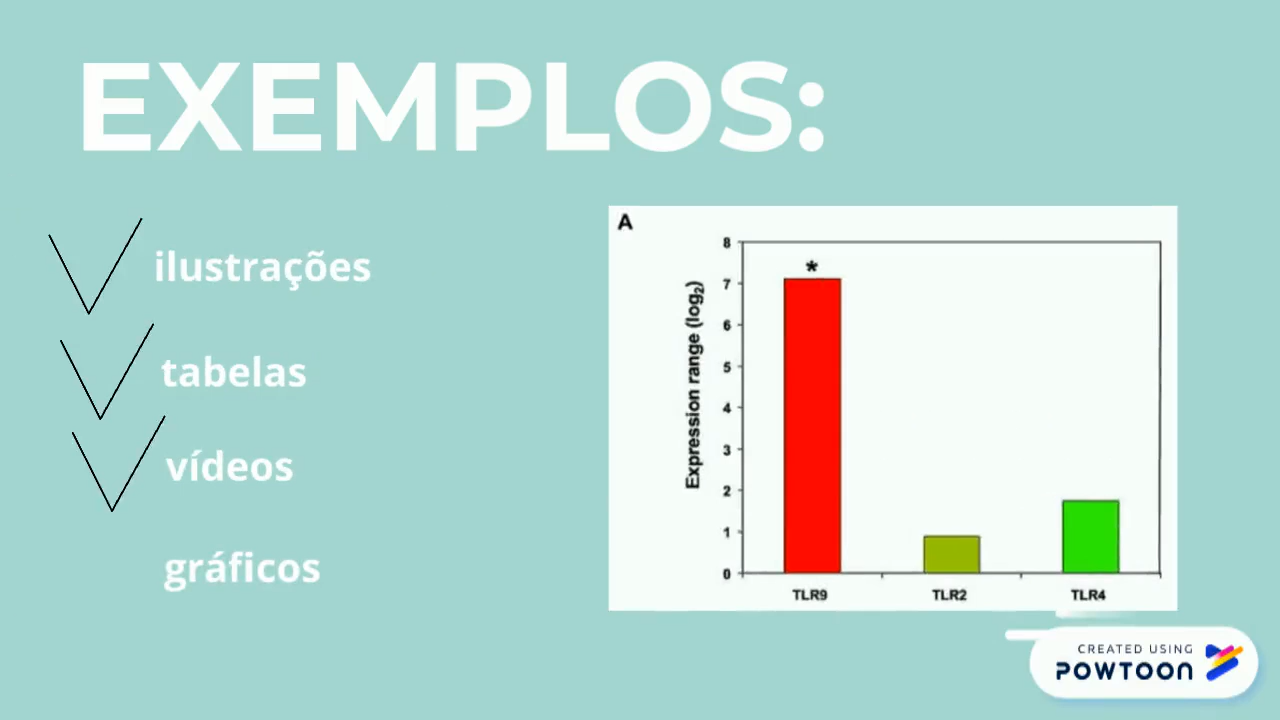 EXEMPLOS:
ilustrações
tabelas
vídeos
gráficos
A
Expression range (log₂)
8
7
6
5
4
3
2
1
0
*
TLR9 TLR2 TLR4
CREATED USING
POWTOON